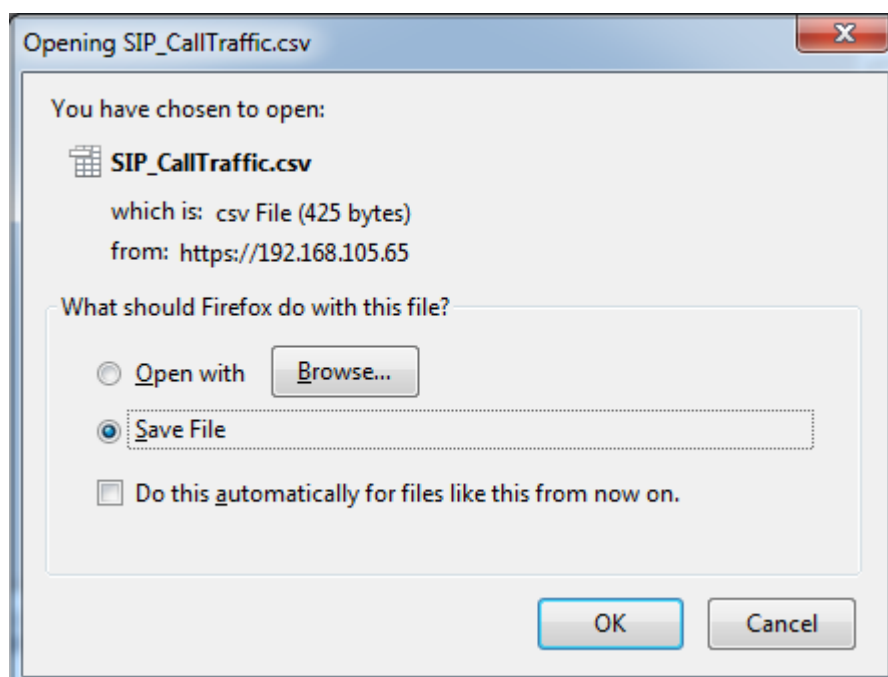 Opening SIP_CallTraffic.csv
You have chosen to open:
SIP_CallTraffic.csv
which is: csv File (425 bytes)
from: https://192.168.105.65
What should Firefox do with this file?
Open with Browse...
Save File
Do this automatically for files like this from now on.
OK Cancel